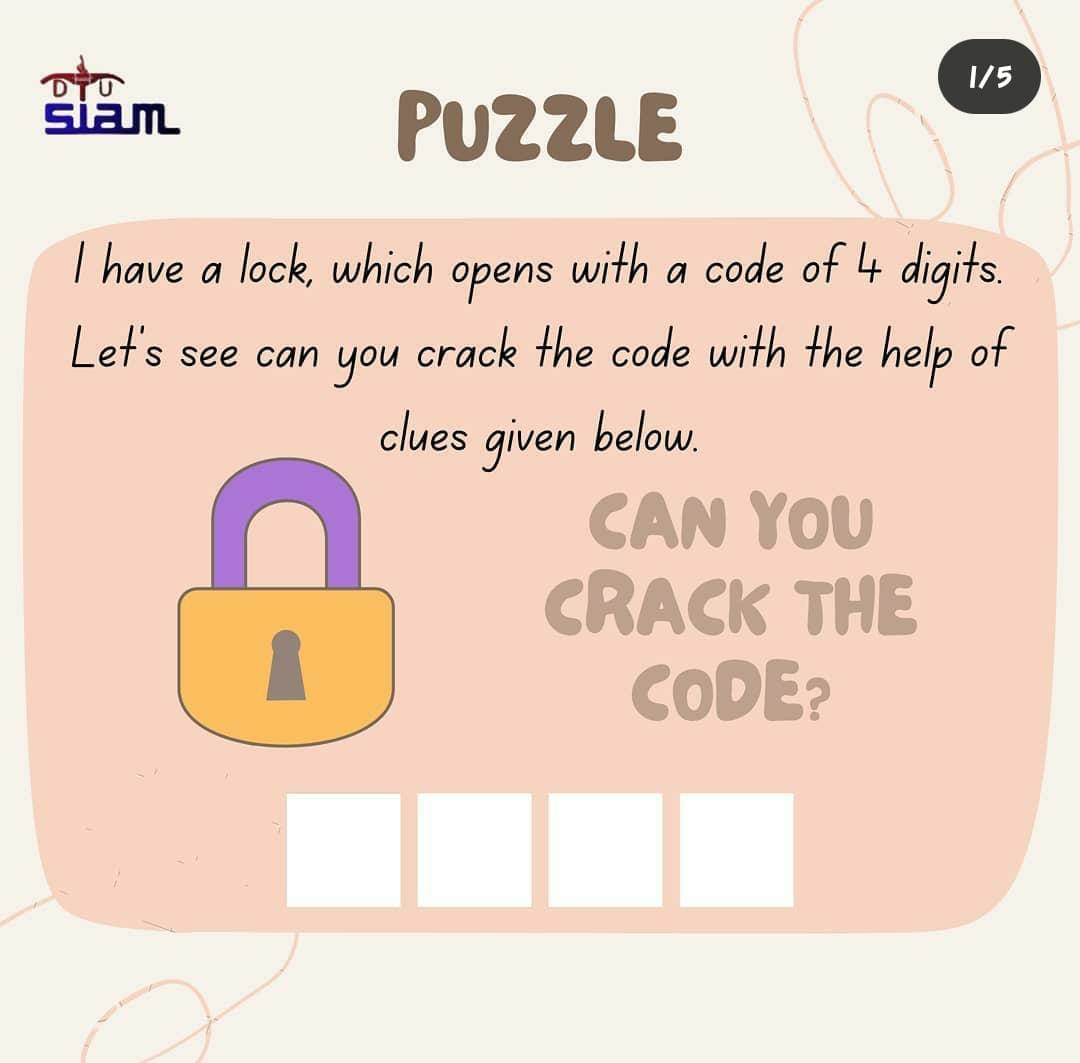 DTU
siam
1/5
PUZZLE
I have a lock, which opens with a code of 4 digits.
Let's see can you crack the code with the help of
clues given below.
CAN YOU
CRACK THE
CODE?